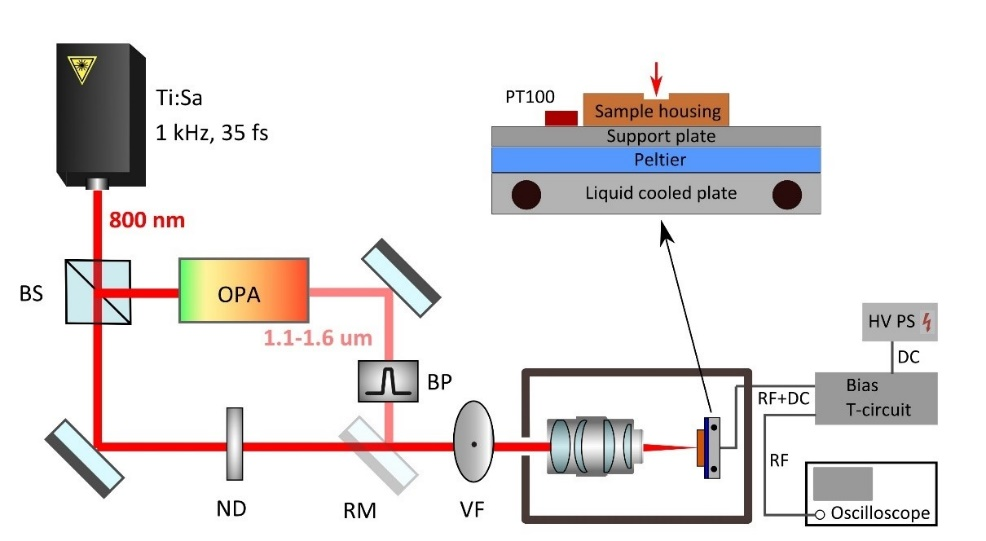 PT100
Sample housing
Support plate
Peltier
Liquid cooled plate
Ti:Sa
1 kHz, 35 fs
800 nm
BS
OPA
1.1-1.6 um
BP
HV PS
DC
Bias
T-circuit
RF+DC
RF
Oscilloscope
ND
RM
VF